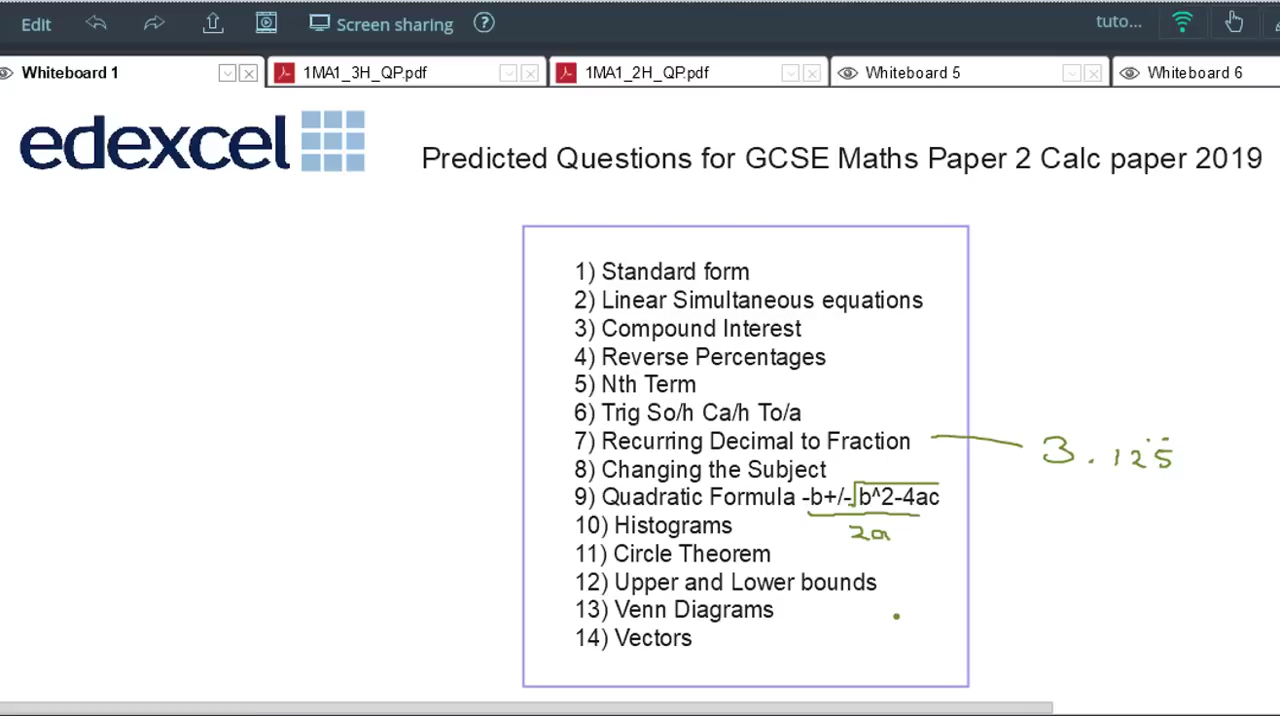 Edit Screen sharing ? tuto...
Whiteboard 1 1MA1_3H_QP.pdf 1MA1_2H_QP.pdf Whiteboard 5 Whiteboard 6
edexcel
Predicted Questions for GCSE Maths Paper 2 Calc paper 2019
1) Standard form
2) Linear Simultaneous equations
3) Compound Interest
4) Reverse Percentages
5) Nth Term
6) Trig So/h Ca/h To/a
7) Recurring Decimal to Fraction 3.12̇5̇
8) Changing the Subject
9) Quadratic Formula -b+/-√b^2-4ac
2a
10) Histograms
11) Circle Theorem
12) Upper and Lower bounds
13) Venn Diagrams
14) Vectors